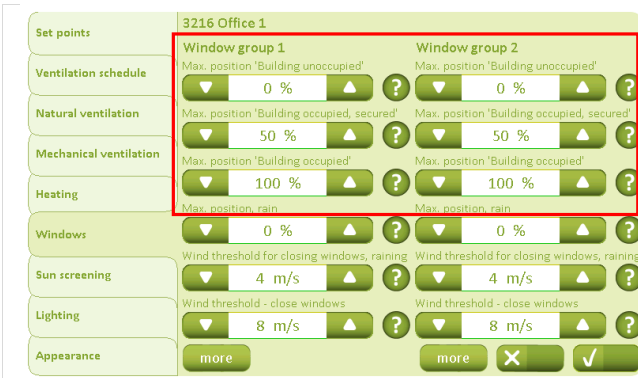 3216 Office 1
Set points
Ventilation schedule
Natural ventilation
Mechanical ventilation
Heating
Windows
Sun screening
Lighting
Appearance
Window group 1
Max. position 'Building unoccupied'
0 %
?
Max. position 'Building occupied, secured'
50 %
?
Max. position 'Building occupied'
100 %
?
Max. position, rain
0 %
?
Wind threshold for closing windows, raining
4 m/s
?
Wind threshold - close windows
8 m/s
?
more
Window group 2
Max. position 'Building unoccupied'
0 %
?
Max. position 'Building occupied, secured'
50 %
?
Max. position 'Building occupied'
100 %
?
Max. position, rain
0 %
?
Wind threshold for closing windows, raining
4 m/s
?
Wind threshold - close windows
8 m/s
?
more